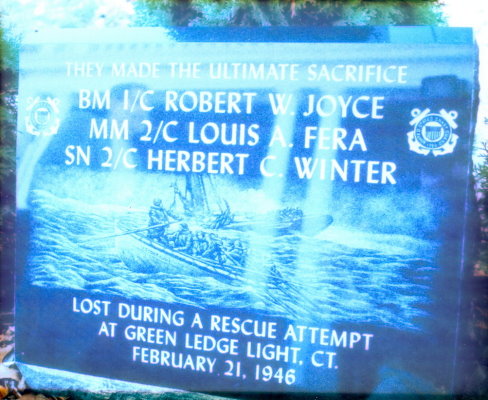 THEY MADE THE ULTIMATE SACRIFICE
BM 1/C ROBERT W. JOYCE
MM 2/C LOUIS A. FERA
SN 2/C HERBERT C. WINTER
LOST DURING A RESCUE ATTEMPT
AT GREEN LEDGE LIGHT, CT.
FEBRUARY 21, 1946